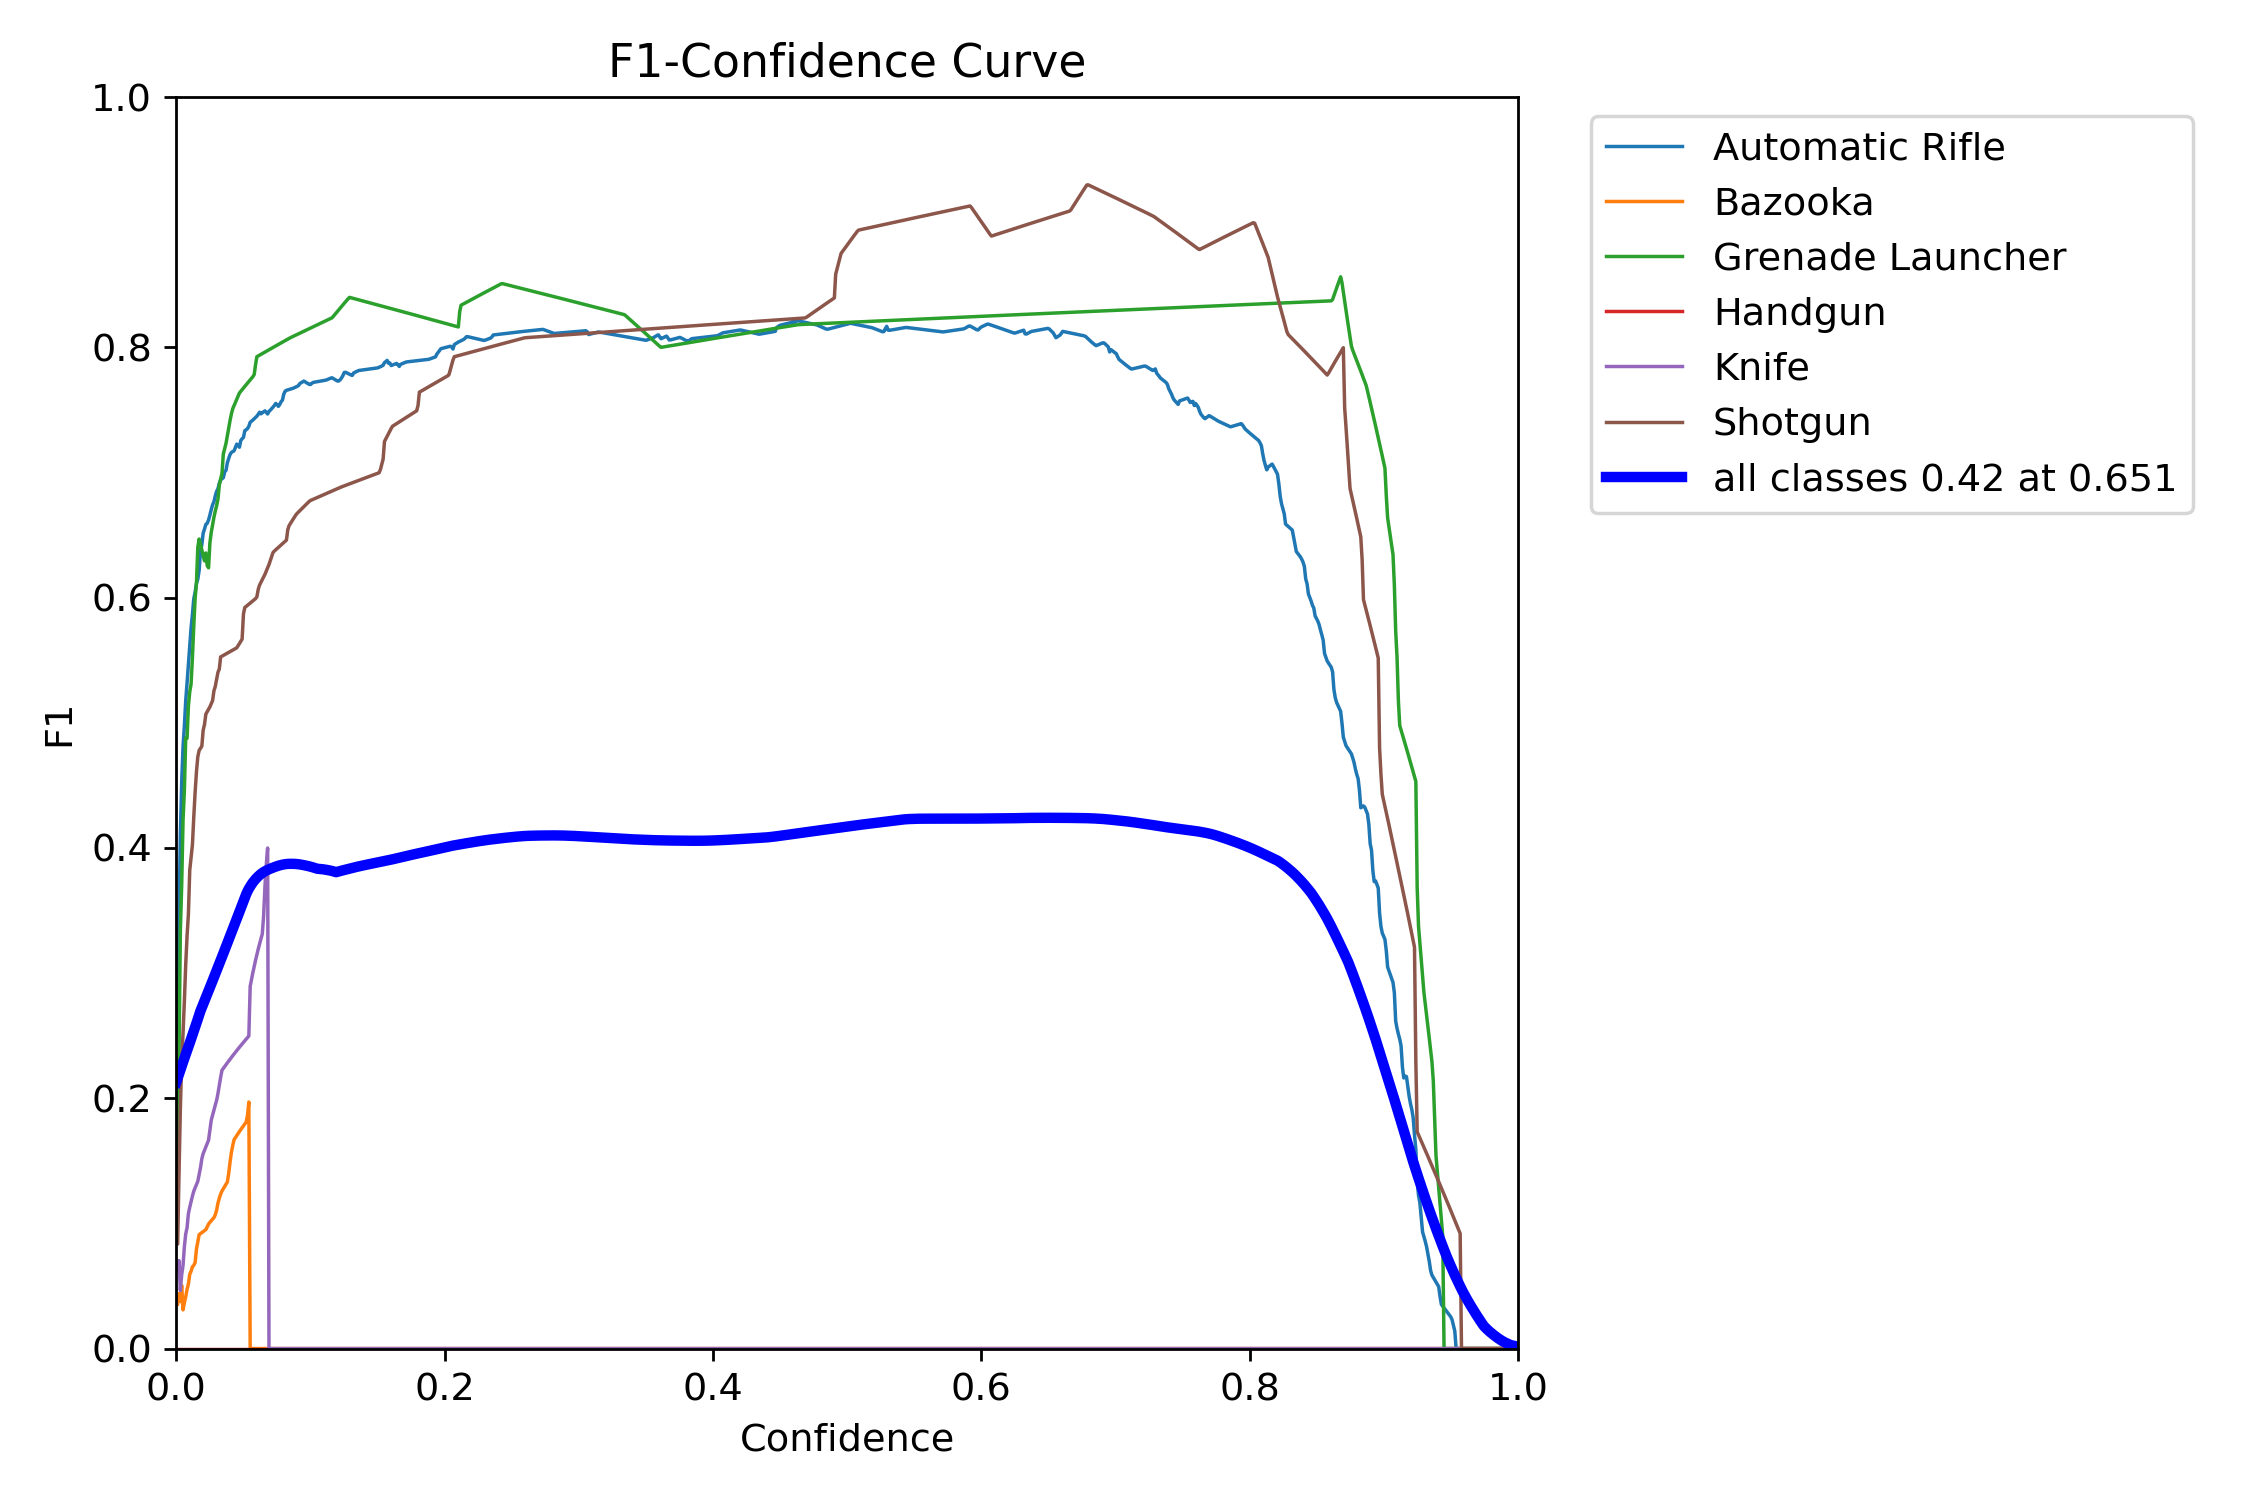 F1-Confidence Curve
1.0
0.8
0.6
0.4
0.2
0.0
F1
0.0 0.2 0.4 0.6 0.8 1.0
Confidence
Automatic Rifle
Bazooka
Grenade Launcher
Handgun
Knife
Shotgun
all classes 0.42 at 0.651